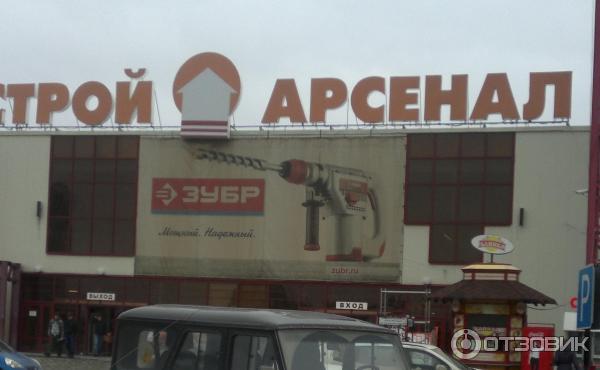 СТРОЙ АРСЕНАЛ
ЗУБР
Мощный. Надежный.
zubr.ru
ВЫХОД
ВХОД
P
ОТЗОВИК